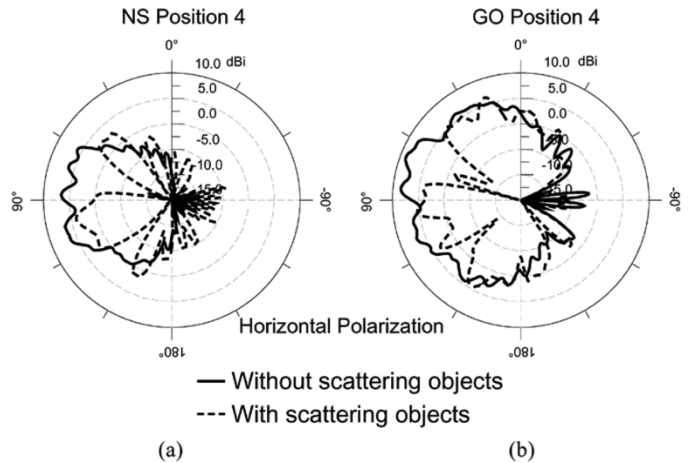 NS Position 4
GO Position 4
0°
0°
10.0 dBi
10.0 dBi
5.0
5.0
0.0
0.0
-5.0
-5.0
-10.0
-10.0
-15.0
90°
-90°
90°
-90°
Horizontal Polarization
180°
180°
Without scattering objects
With scattering objects
(a)
(b)